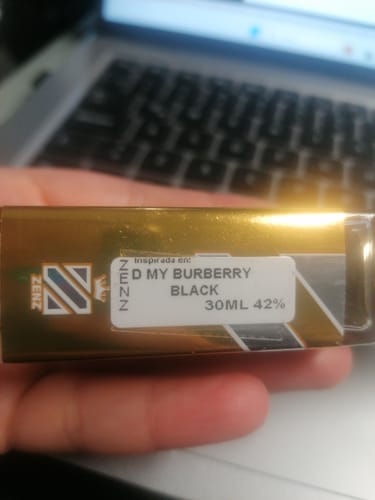 ZENZ
ZENZ
Inspirada en:
D MY BURBERRY
BLACK
30ML 42%